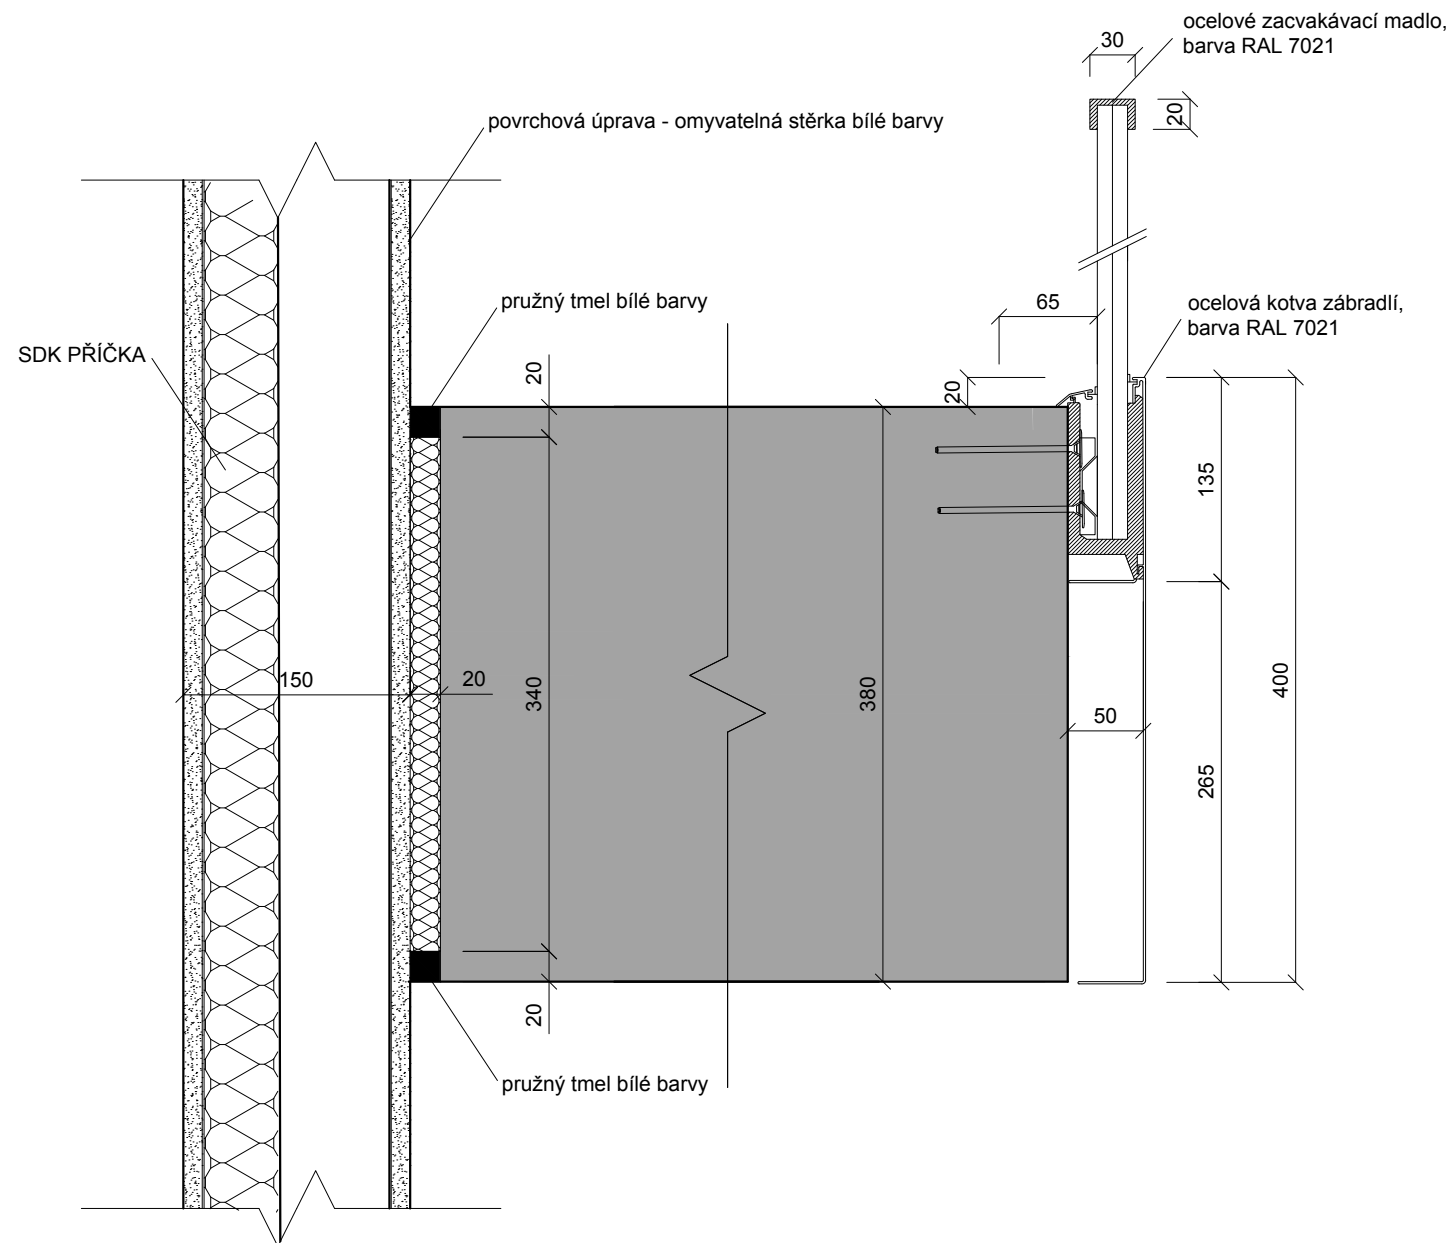 ocelové zacvakávací madlo,
barva RAL 7021
30
20
povrchová úprava - omyvatelná stěrka bílé barvy
pružný tmel bílé barvy
65
ocelová kotva zábradlí,
barva RAL 7021
SDK PŘÍČKA
20
20
135
150
20
340
380
50
400
265
20
pružný tmel bílé barvy